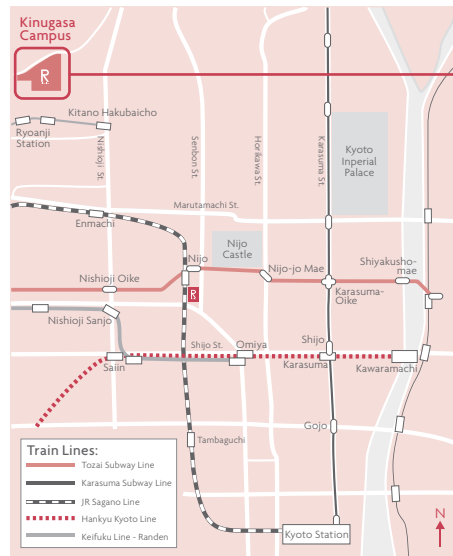 Kinugasa
Campus
R
Kitano Hakubaicho
Ryoanji
Station
Nishioji St.
Senbon St.
Horikawa St.
Karasuma St.
Kyoto
Inperial
Palace
Marutamachi St.
Enmachi
Nijo
Castle
Nijo
Nijo-jo Mae
Shiyakusho-
mae
Nishioji Oike
Karasuma-
Oike
R
Nishioji Sanjo
Shijo St.
Omiya
Shijo
Saiin
Karasuma
Kawaramachi
Gojo
Tambaguchi
Train Lines:
Tozai Subway Line
Karasuma Subway Line
JR Sagano Line
Hankyu Kyoto Line
Keifuku Line - Randen
Kyoto Station
N